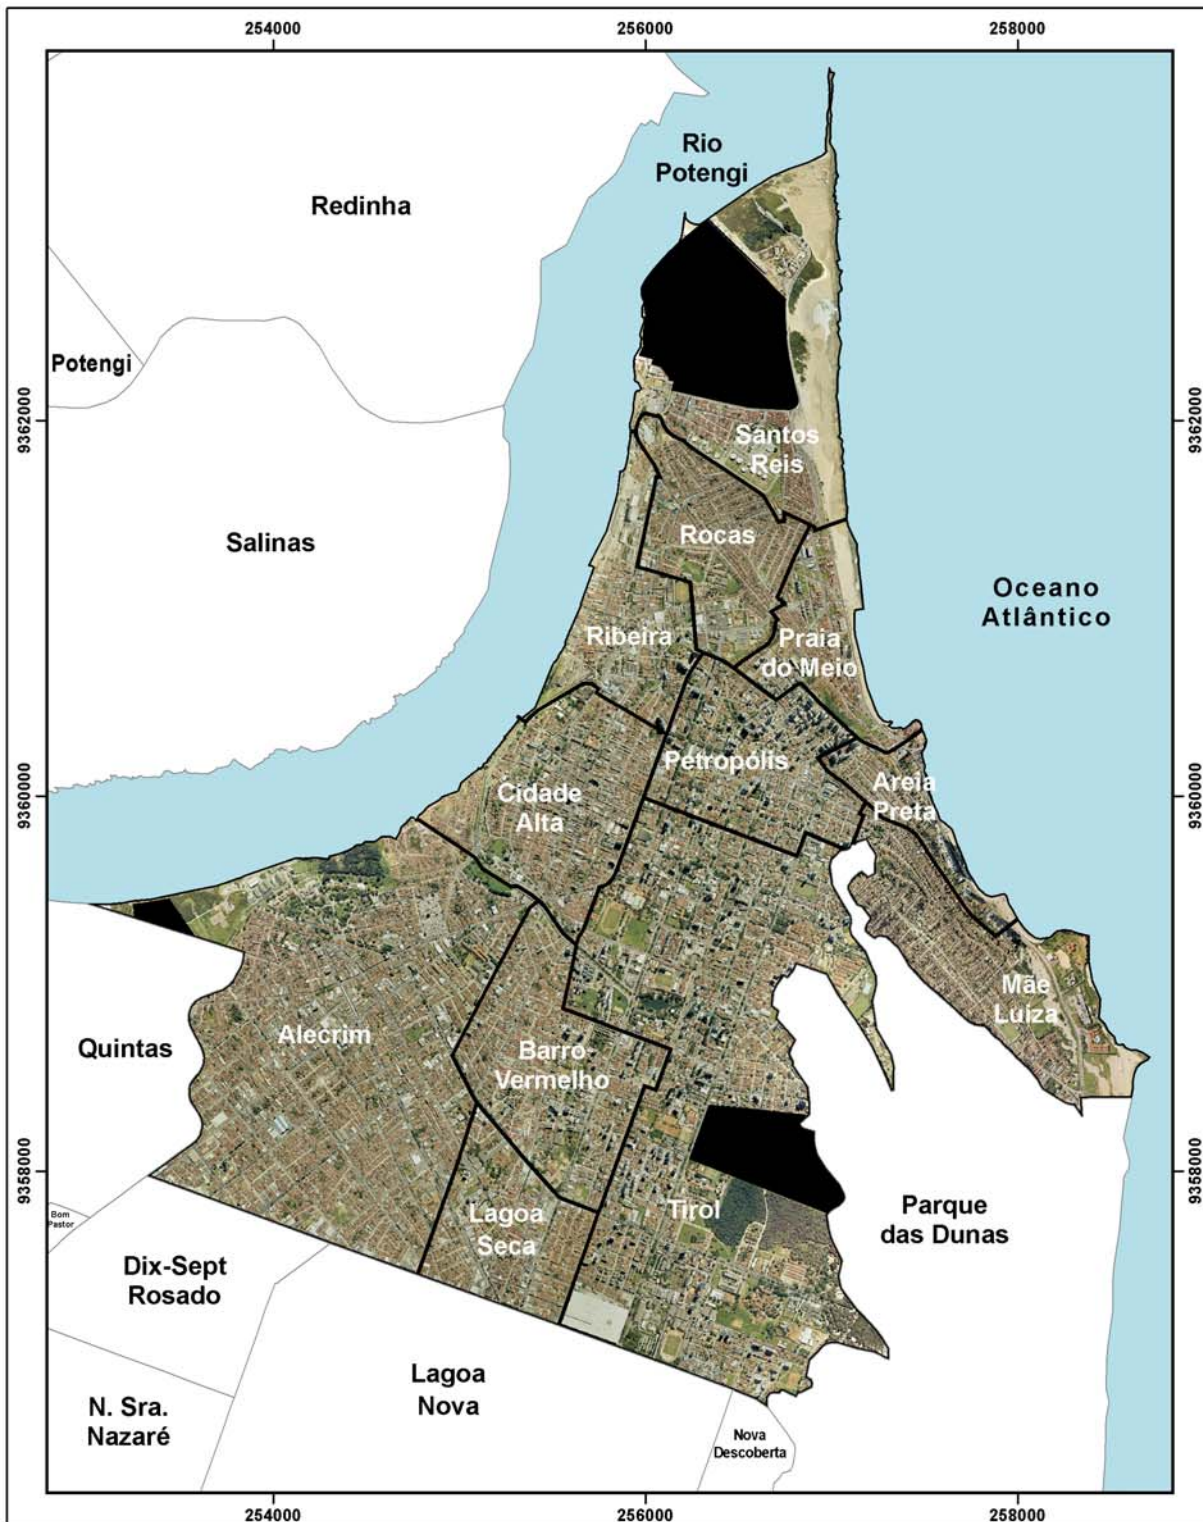 254000
256000
258000
Rio
Potengi
Redinha
Potengi
9362000
9362000
Santos
Reis
Rocas
Salinas
Oceano
Atlântico
Ribeira
Praia
do Meio
Petropólis
Areia
Preta
Cidade
Alta
9360000
9360000
Mãe
Luiza
Alecrim
Quintas
Barro
Vermelho
9358000
9358000
Tirol
Parque
das Dunas
Lagoa
Seca
Bom
Pastor
Dix-Sept
Rosado
Lagoa
Nova
N. Sra.
Nazaré
Nova
Descoberta
254000
256000
258000